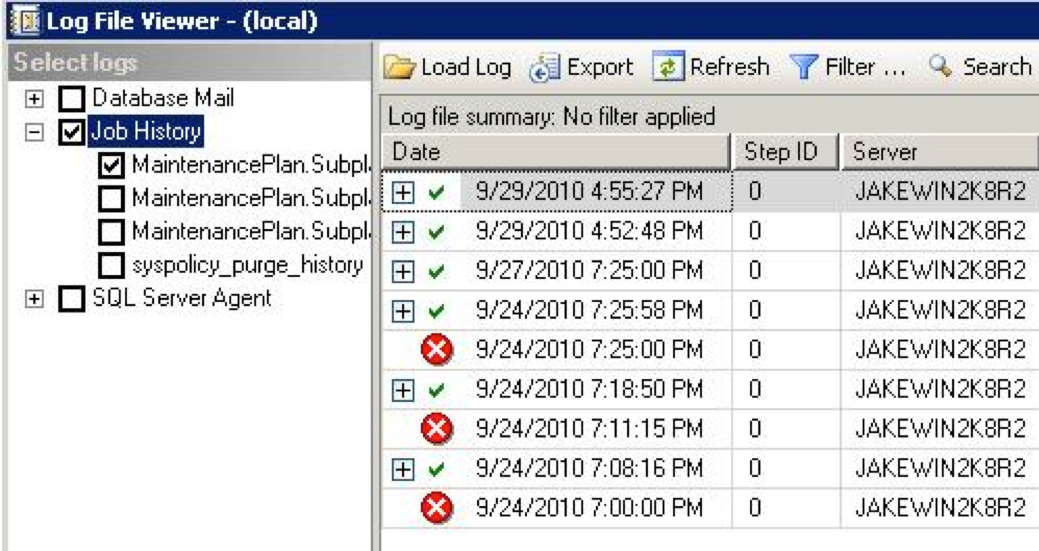 Log File Viewer - (local)
Select logs
Database Mail
Job History
MaintenancePlan.Subpl
MaintenancePlan.Subpl
MaintenancePlan.Subpl
syspolicy_purge_history
SQL Server Agent
Load Log Export Refresh Filter ... Search
Log file summary: No filter applied
Date Step ID Server
9/29/2010 4:55:27 PM 0 JAKEWIN2K8R2
9/29/2010 4:52:48 PM 0 JAKEWIN2K8R2
9/27/2010 7:25:00 PM 0 JAKEWIN2K8R2
9/24/2010 7:25:58 PM 0 JAKEWIN2K8R2
9/24/2010 7:25:00 PM 0 JAKEWIN2K8R2
9/24/2010 7:18:50 PM 0 JAKEWIN2K8R2
9/24/2010 7:11:15 PM 0 JAKEWIN2K8R2
9/24/2010 7:08:16 PM 0 JAKEWIN2K8R2
9/24/2010 7:00:00 PM 0 JAKEWIN2K8R2